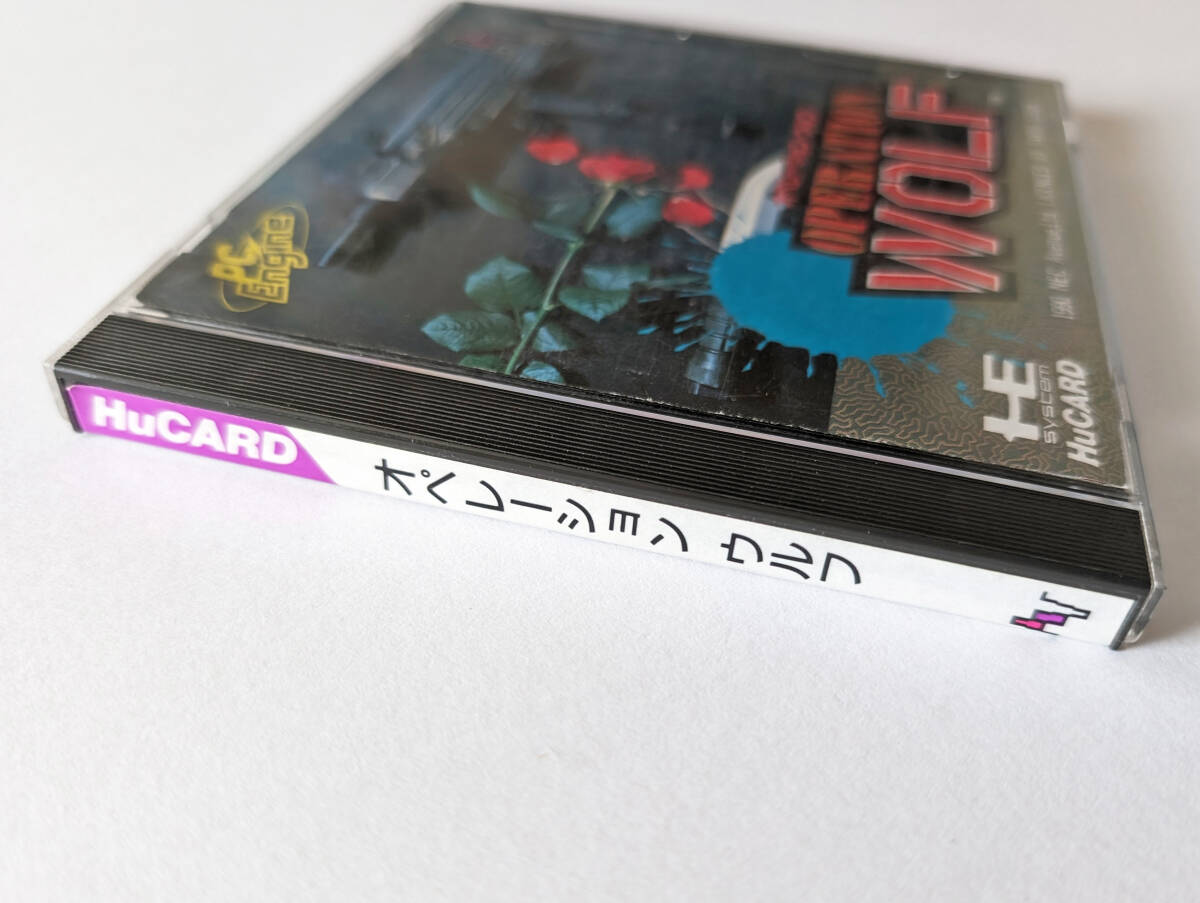 HuCARD
オペレーション ウルフ
PC
Engine
OPERATION
WOLF
HE
SYSTEM
HuCARD